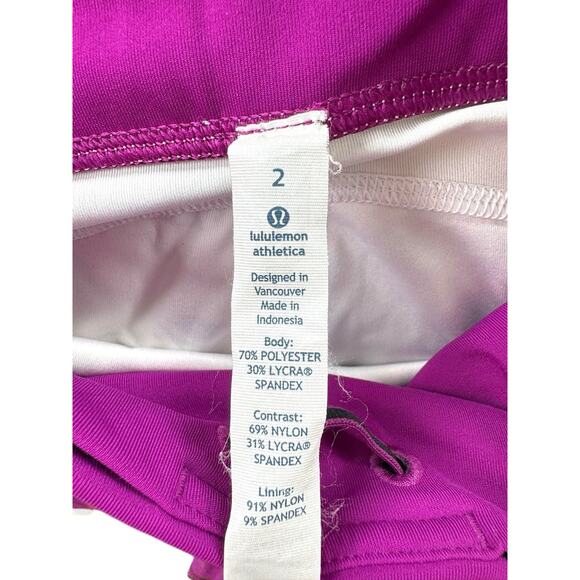 2
lululemon
athletica
Designed in
Vancouver
Made in
Indonesia
Body:
70% POLYESTER
30% LYCRA®
SPANDEX
Contrast:
69% NYLON
31% LYCRA®
SPANDEX
Lining:
91% NYLON
9% SPANDEX